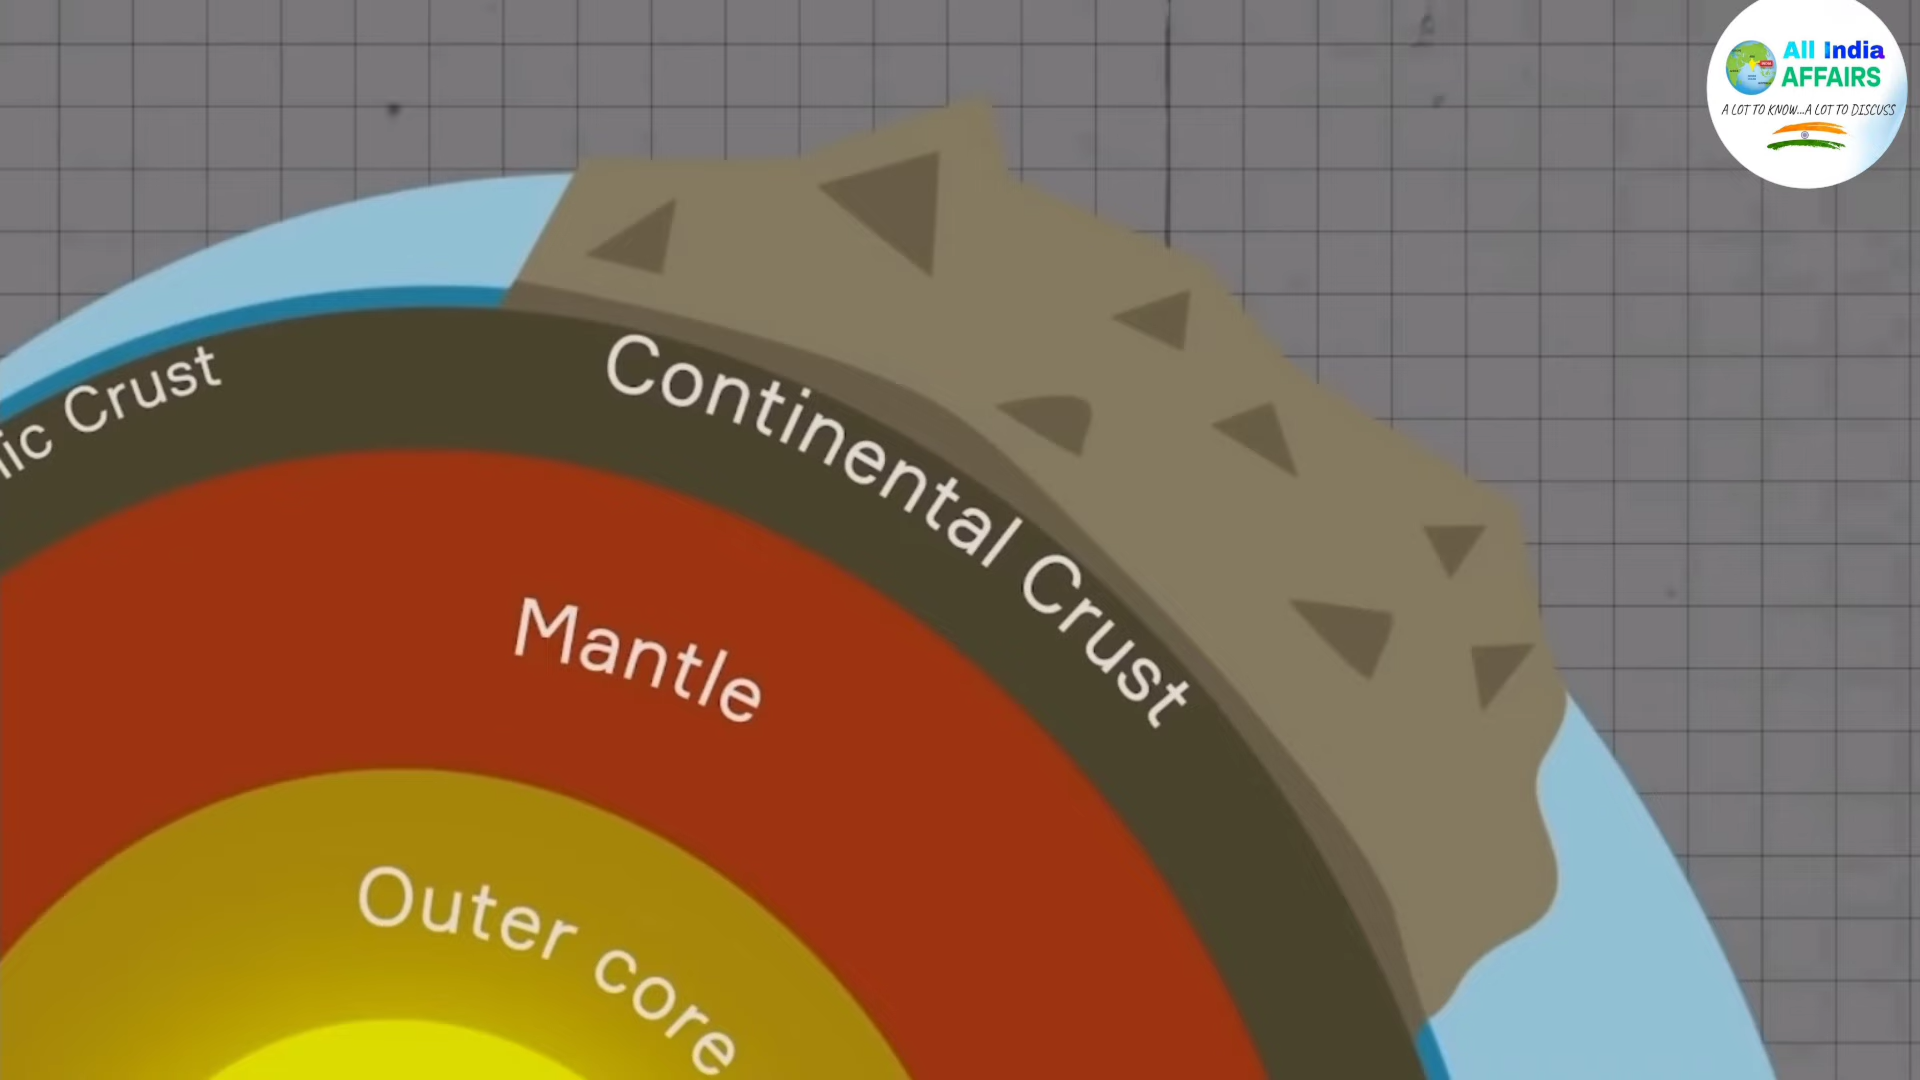 All India
AFFAIRS
A LOT TO KNOW...A LOT TO DISCUSS
ic Crust
Continental Crust
Mantle
Outer core